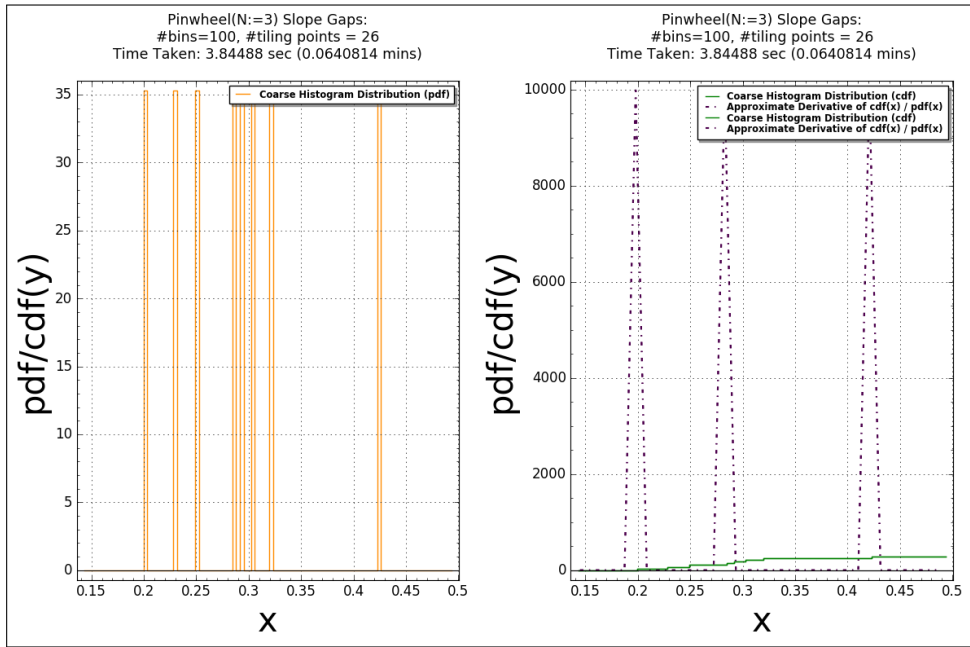 Pinwheel(N:=3) Slope Gaps:
#bins=100, #tiling points = 26
Time Taken: 3.84488 sec (0.0640814 mins)
Coarse Histogram Distribution (pdf)
35
30
25
20
15
10
5
0
pdf/cdf(y)
0.15 0.2 0.25 0.3 0.35 0.4 0.45 0.5
x
Pinwheel(N:=3) Slope Gaps:
#bins=100, #tiling points = 26
Time Taken: 3.84488 sec (0.0640814 mins)
Coarse Histogram Distribution (cdf)
Approximate Derivative of cdf(x) / pdf(x)
Coarse Histogram Distribution (cdf)
Approximate Derivative of cdf(x) / pdf(x)
10000
8000
6000
4000
2000
0
pdf/cdf(y)
0.15 0.2 0.25 0.3 0.35 0.4 0.45 0.5
x